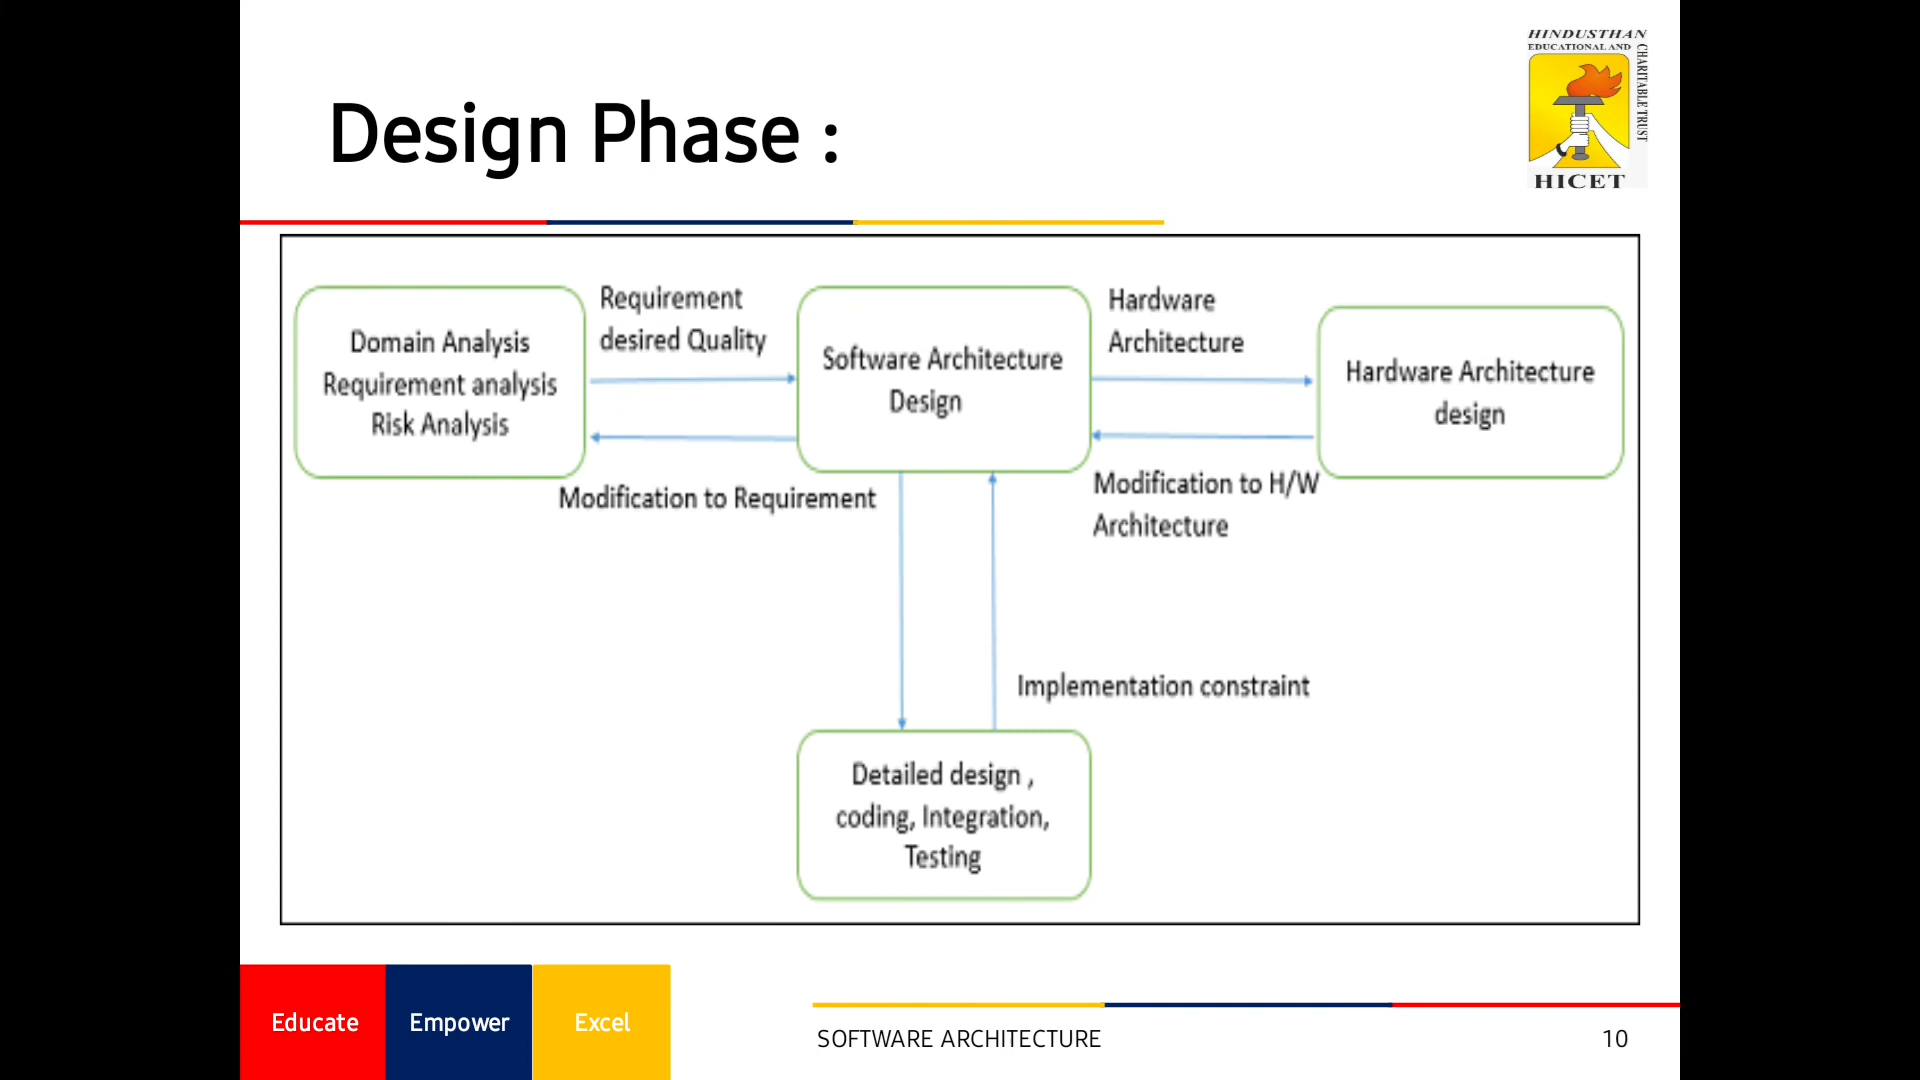 HINDUSTHAN
EDUCATIONAL AND
CHARITABLE TRUST
HICET
Design Phase :
Domain Analysis
Requirement analysis
Risk Analysis
Requirement
desired Quality
Software Architecture
Design
Hardware
Architecture
Hardware Architecture
design
Modification to Requirement
Modification to H/W
Architecture
Implementation constraint
Detailed design ,
coding, Integration,
Testing
Educate
Empower
Excel
SOFTWARE ARCHITECTURE
10